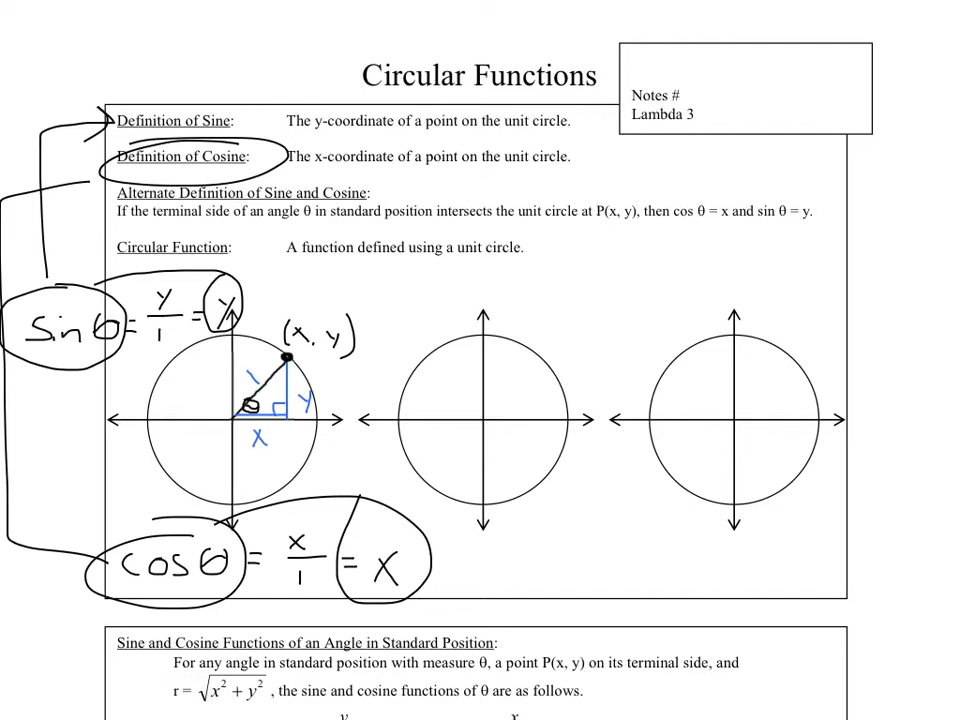 Circular Functions
Notes #
Lambda 3
Definition of Sine: The y-coordinate of a point on the unit circle.
Definition of Cosine: The x-coordinate of a point on the unit circle.
Alternate Definition of Sine and Cosine:
If the terminal side of an angle θ in standard position intersects the unit circle at P(x, y), then cos θ = x and sin θ = y.
Circular Function: A function defined using a unit circle.
sin θ = y/1 = y
(x, y)
1
θ
y
x
cos θ = x/1 = x
Sine and Cosine Functions of an Angle in Standard Position:
For any angle in standard position with measure θ, a point P(x, y) on its terminal side, and
r = √(x² + y²) , the sine and cosine functions of θ are as follows.
y x